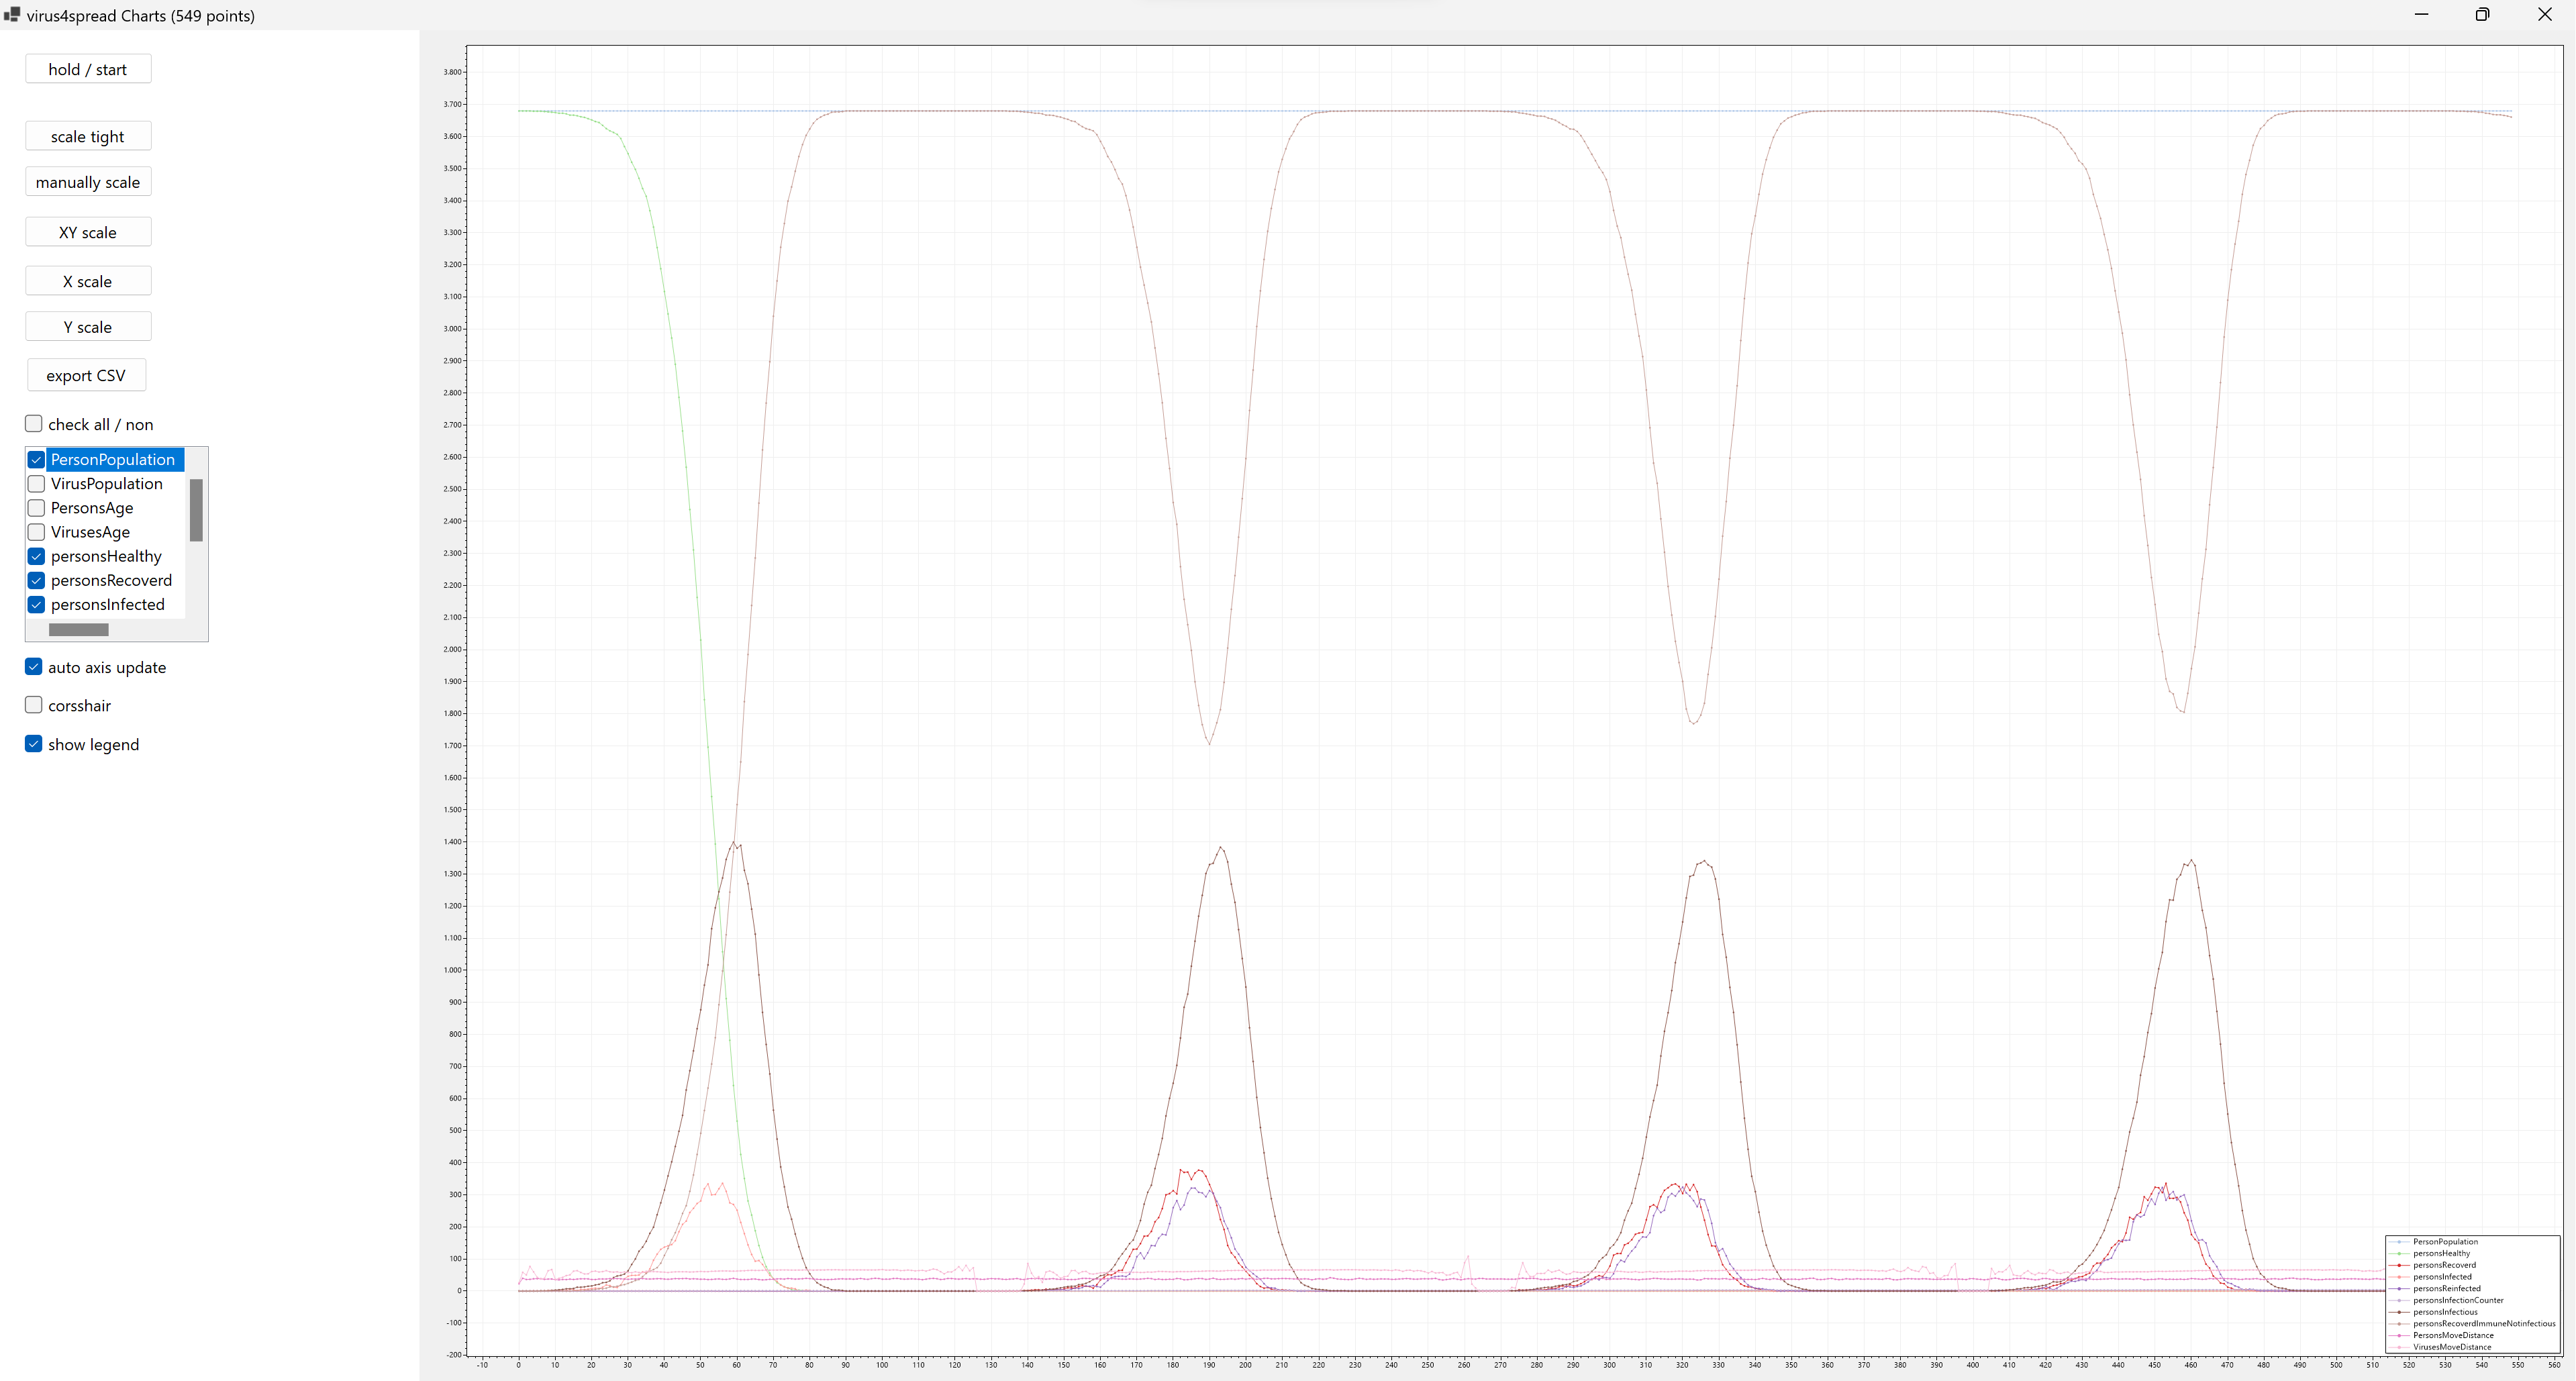 virus4spread Charts (549 points)
hold / start
scale tight
manually scale
XY scale
X scale
Y scale
export CSV
check all / non
PersonPopulation
VirusPopulation
PersonsAge
VirusesAge
personsHealthy
personsRecoverd
personsInfected
auto axis update
corsshair
show legend
3.800
3.700
3.600
3.500
3.400
3.300
3.200
3.100
3.000
2.900
2.800
2.700
2.600
2.500
2.400
2.300
2.200
2.100
2.000
1.900
1.800
1.700
1.600
1.500
1.400
1.300
1.200
1.100
1.000
900
800
700
600
500
400
300
200
100
0
-100
-200
-10 0 10 20 30 40 50 60 70 80 90 100 110 120 130 140 150 160 170 180 190 200 210 220 230 240 250 260 270 280 290 300 310 320 330 340 350 360 370 380 390 400 410 420 430 440 450 460 470 480 490 500 510 520 530 540 550 560
PersonPopulation
personsHealthy
personsRecoverd
personsInfected
personsReinfected
personsInfectionCounter
personsInfectious
personsRecoverdImmuneNotinfectious
PersonsMoveDistance
VirusesMoveDistance